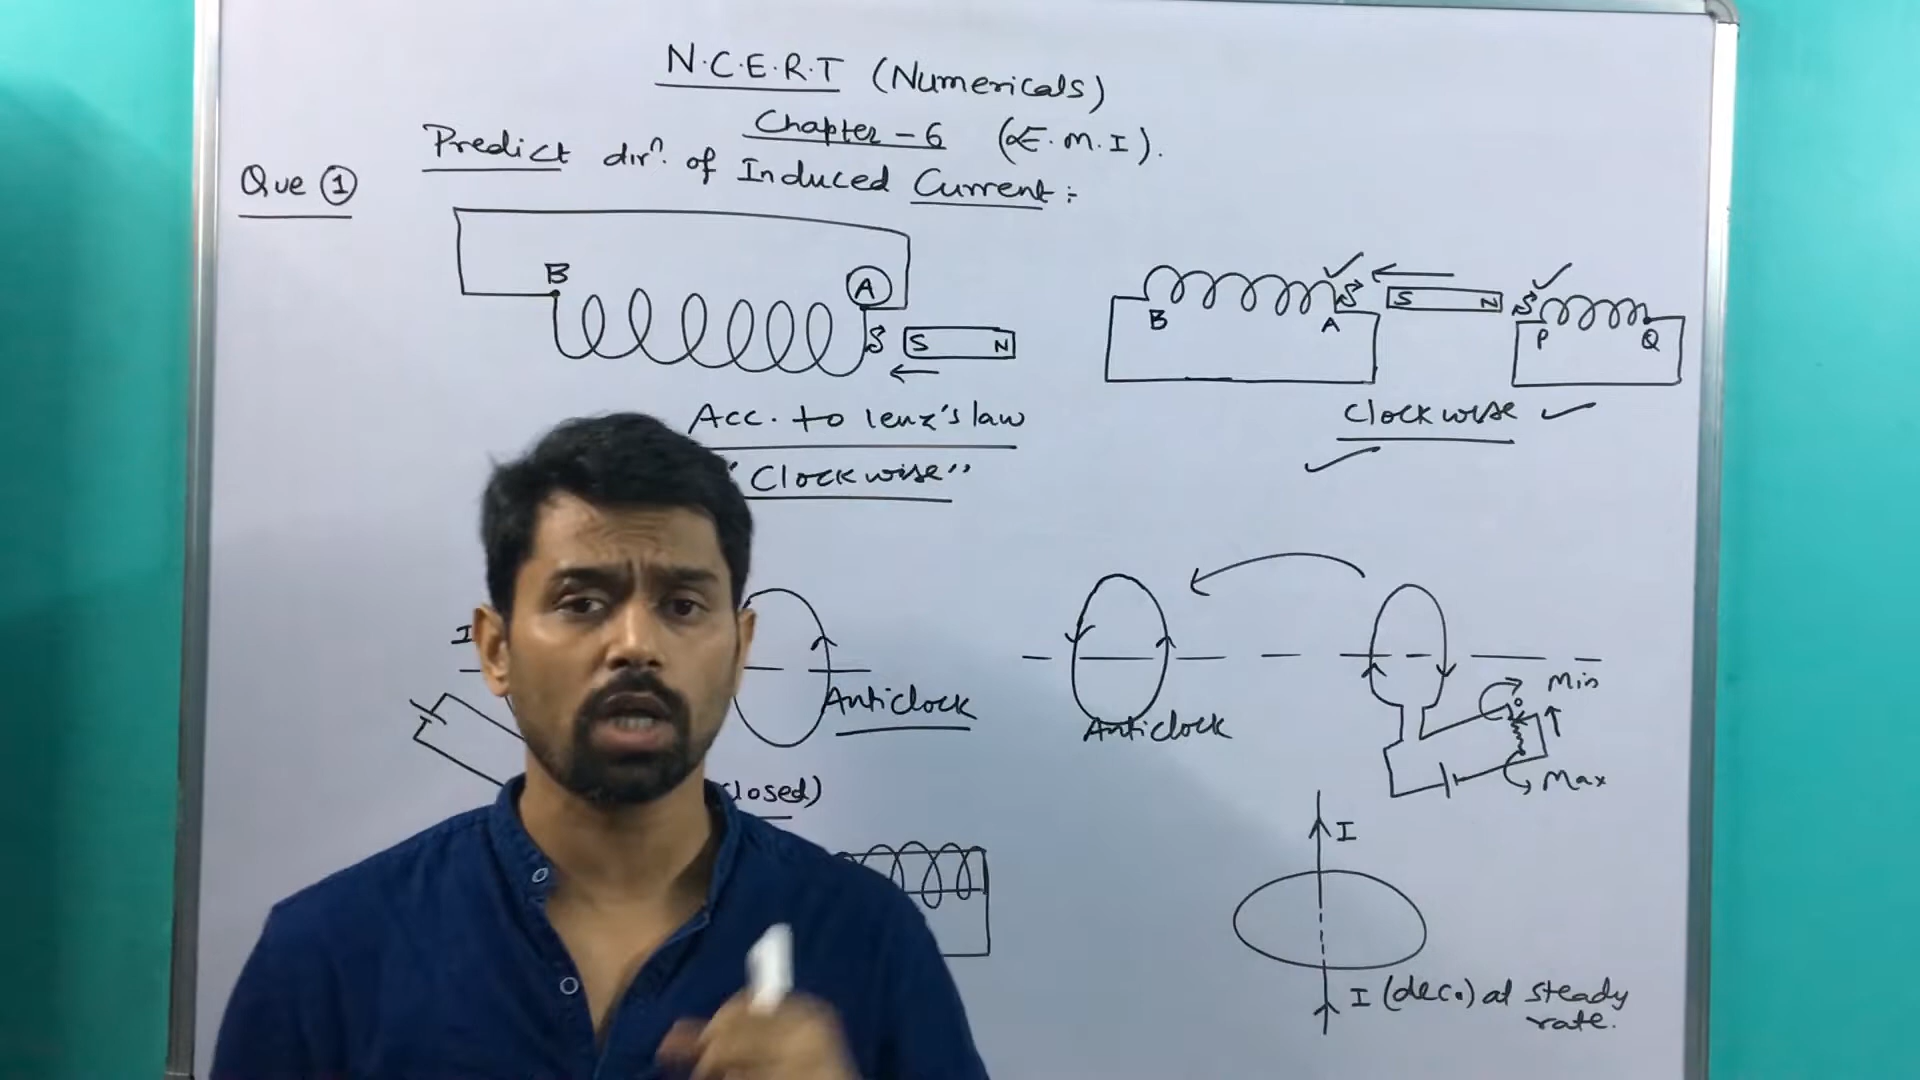 N.C.E.R.T (Numericals)
Chapter - 6 (E.M.I).
Predict dirⁿ. of Induced Current :
Que ①
B
A
S
S N
B A S
S N
S P Q
Acc. to lenz's law
"Clockwise"
Clockwise
I
Anticlock
Anticlock
Min
Max
closed)
I
I (dec.) at steady
rate.